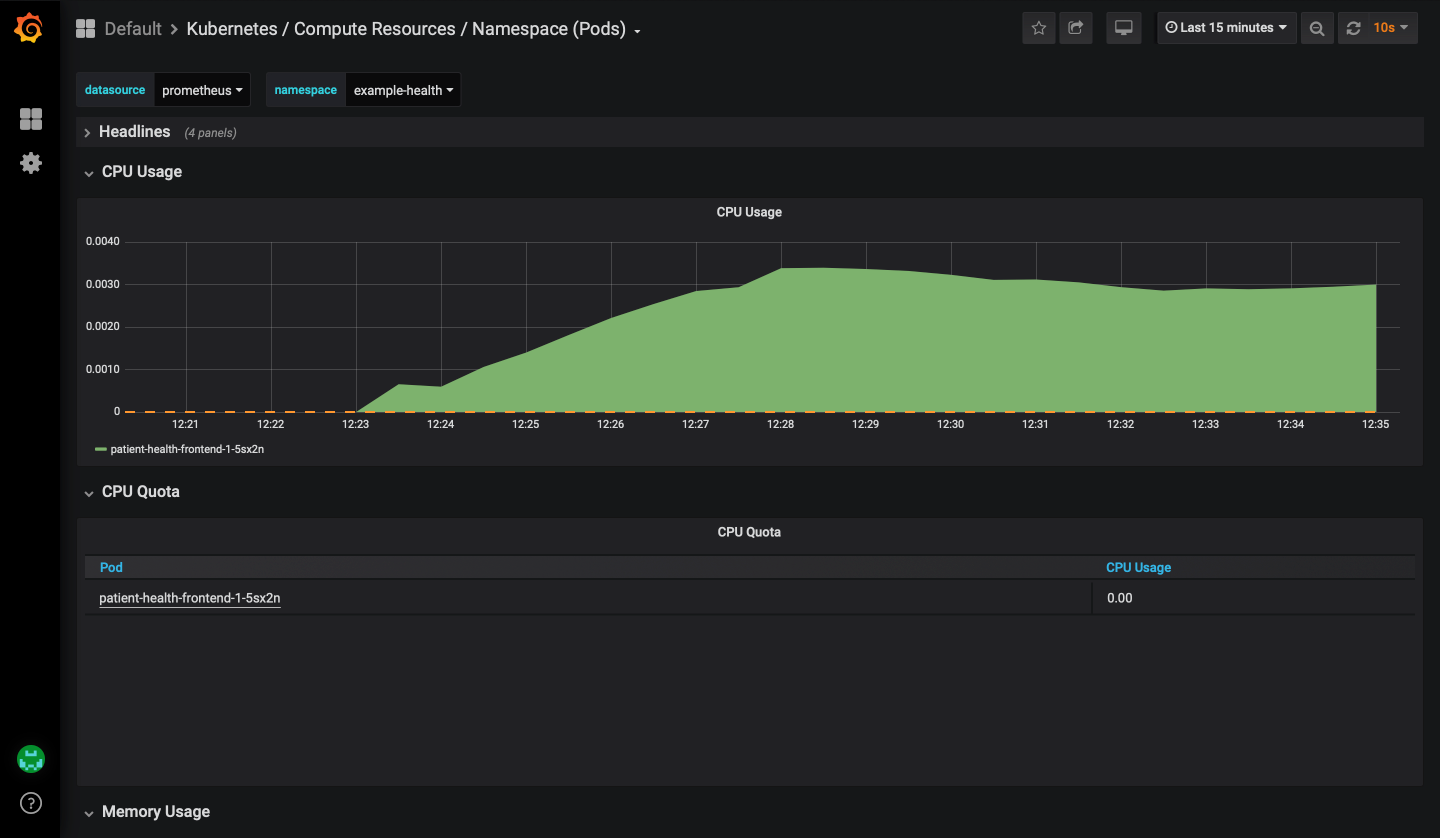 Default > Kubernetes / Compute Resources / Namespace (Pods)
Last 15 minutes
10s
datasource prometheus namespace example-health
Headlines (4 panels)
CPU Usage
CPU Usage
0.0040
0.0030
0.0020
0.0010
0
12:21 12:22 12:23 12:24 12:25 12:26 12:27 12:28 12:29 12:30 12:31 12:32 12:33 12:34 12:35
patient-health-frontend-1-5sx2n
CPU Quota
CPU Quota
Pod CPU Usage
patient-health-frontend-1-5sx2n 0.00
Memory Usage
?